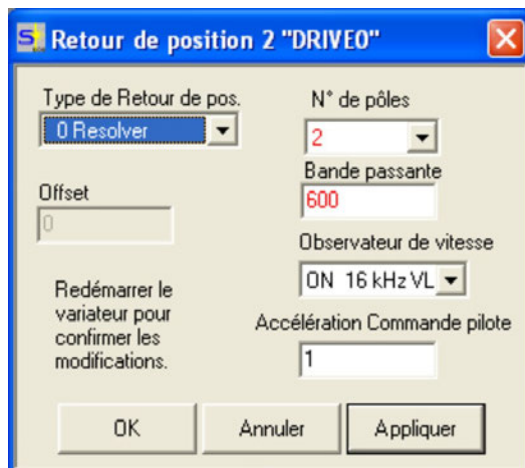 Retour de position 2 "DRIVE0"
Type de Retour de pos.
0 Resolver
N° de pôles
2
Bande passante
600
Offset
0
Observateur de vitesse
ON 16 kHz VL
Redémarrer le
variateur pour
confirmer les
modifications.
Accélération Commande pilote
1
OK
Annuler
Appliquer